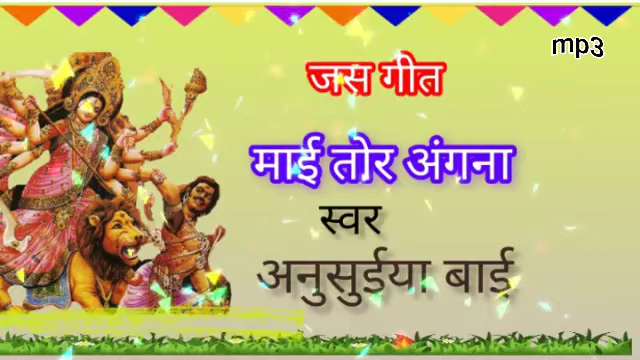 mp3
जस गीत
माई तोर अंगना
स्वर
अनुसुईया बाई